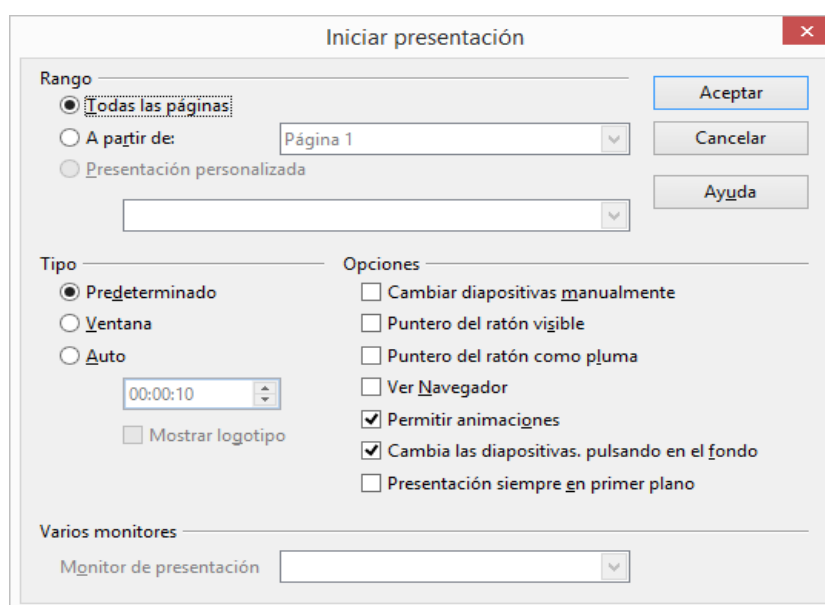 Iniciar presentación
Rango
Todas las páginas
A partir de: Página 1
Presentación personalizada
Aceptar
Cancelar
Ayuda
Tipo
Predeterminado
Ventana
Auto
00:00:10
Mostrar logotipo
Opciones
Cambiar diapositivas manualmente
Puntero del ratón visible
Puntero del ratón como pluma
Ver Navegador
Permitir animaciones
Cambia las diapositivas. pulsando en el fondo
Presentación siempre en primer plano
Varios monitores
Monitor de presentación